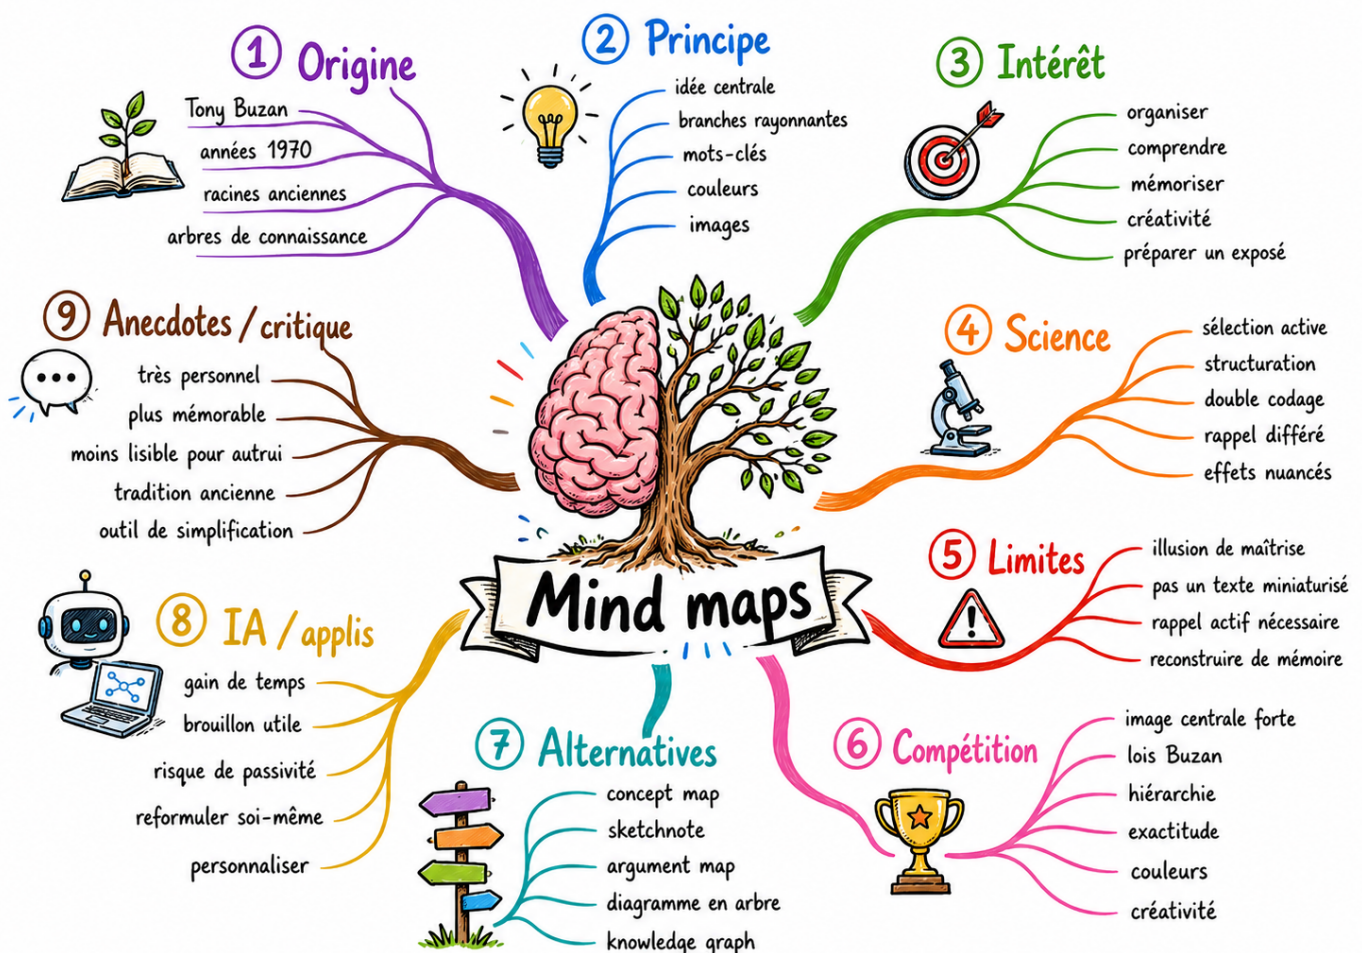 1 Origine
Tony Buzan
années 1970
racines anciennes
arbres de connaissance
2 Principe
idée centrale
branches rayonnantes
mots-clés
couleurs
images
3 Intérêt
organiser
comprendre
mémoriser
créativité
préparer un exposé
4 Science
sélection active
structuration
double codage
rappel différé
effets nuancés
5 Limites
illusion de maîtrise
pas un texte miniaturisé
rappel actif nécessaire
reconstruire de mémoire
6 Compétition
image centrale forte
lois Buzan
hiérarchie
exactitude
couleurs
créativité
7 Alternatives
concept map
sketchnote
argument map
diagramme en arbre
knowledge graph
8 IA / applis
gain de temps
brouillon utile
risque de passivité
reformuler soi-même
personnaliser
9 Anecdotes / critique
très personnel
plus mémorable
moins lisible pour autrui
tradition ancienne
outil de simplification
Mind maps